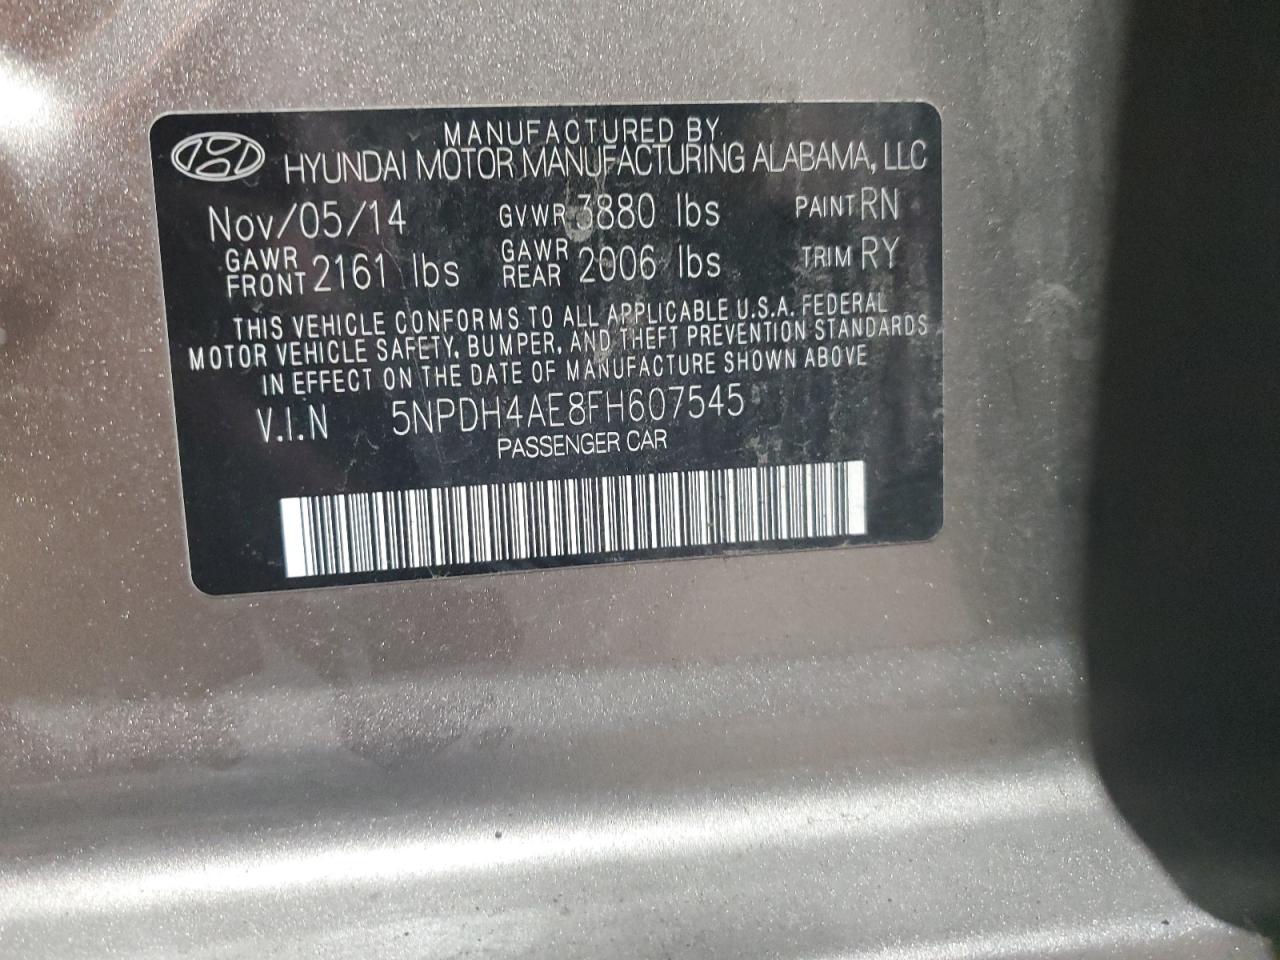 MANUFACTURED BY
HYUNDAI MOTOR MANUFACTURING ALABAMA, LLC
Nov/05/14 GVWR 3880 lbs PAINT RN
GAWR FRONT 2161 lbs GAWR REAR 2006 lbs TRIM RY
THIS VEHICLE CONFORMS TO ALL APPLICABLE U.S.A. FEDERAL
MOTOR VEHICLE SAFETY, BUMPER, AND THEFT PREVENTION STANDARDS
IN EFFECT ON THE DATE OF MANUFACTURE SHOWN ABOVE
V.I.N 5NPDH4AE8FH607545
PASSENGER CAR